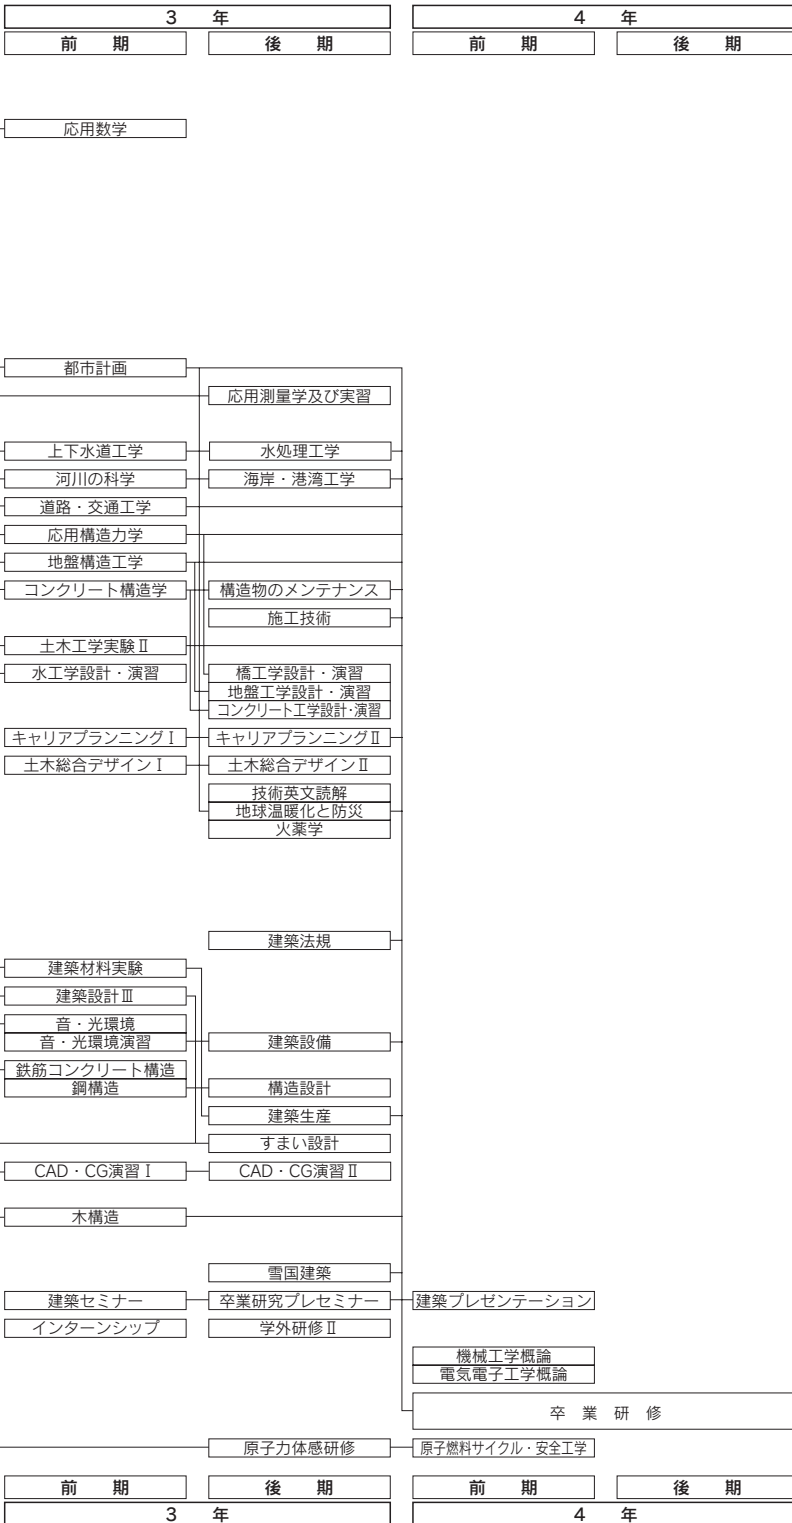 3　年　4　年
前　期　後　期　前　期　後　期
応用数学
都市計画
応用測量学及び実習
上下水道工学　水処理工学
河川の科学　海岸・港湾工学
道路・交通工学
応用構造力学
地盤構造工学
コンクリート構造学　構造物のメンテナンス
施工技術
土木工学実験Ⅱ
水工学設計・演習　橋工学設計・演習
地盤工学設計・演習
コンクリート工学設計・演習
キャリアプランニングⅠ　キャリアプランニングⅡ
土木総合デザインⅠ　土木総合デザインⅡ
技術英文読解
地球温暖化と防災
火薬学
建築法規
建築材料実験
建築設計Ⅲ
音・光環境
音・光環境演習　建築設備
鉄筋コンクリート構造
鋼構造　構造設計
建築生産
すまい設計
CAD・CG演習Ⅰ　CAD・CG演習Ⅱ
木構造
雪国建築
建築セミナー　卒業研究プレセミナー　建築プレゼンテーション
インターンシップ　学外研修Ⅱ
機械工学概論
電気電子工学概論
卒　業　研　修
原子力体感研修　原子燃料サイクル・安全工学
前　期　後　期　前　期　後　期
3　年　4　年